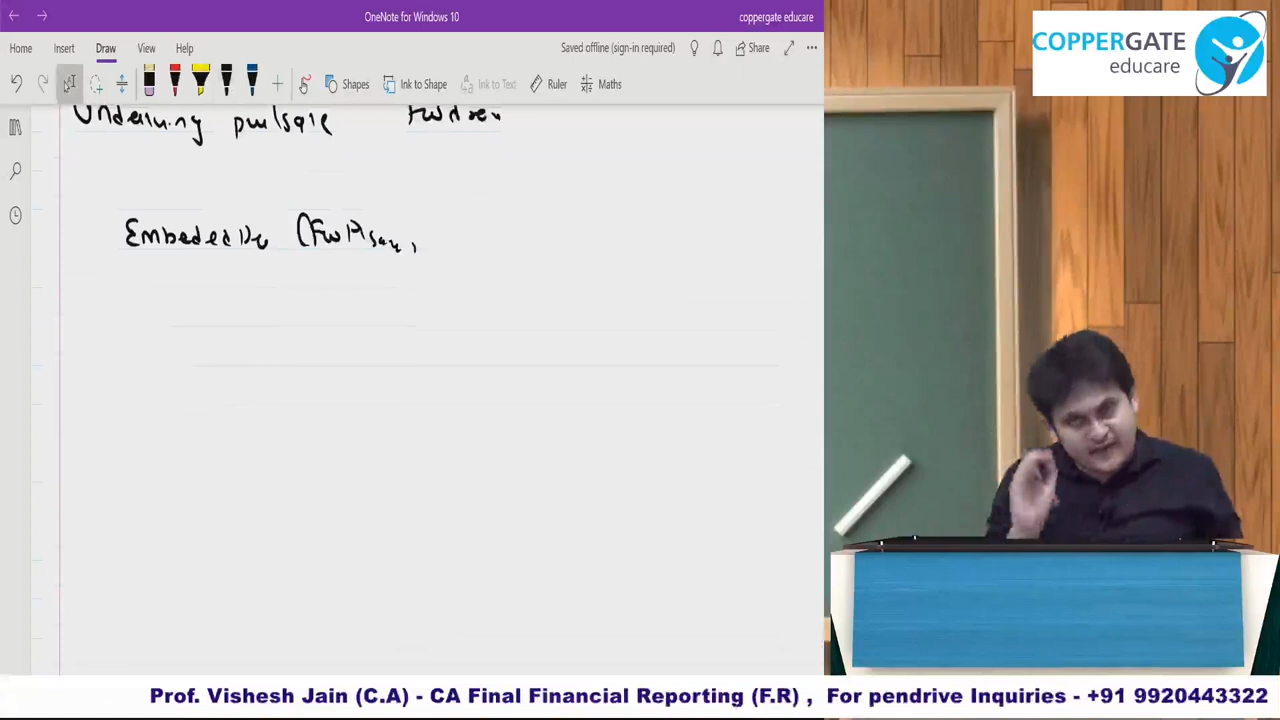 OneNote for Windows 10
coppergate educare
Home Insert Draw View Help
Saved offline (sign-in required) Share
Shapes Ink to Shape Ink to Text Ruler Maths
COPPERGATE
educare
Prof. Vishesh Jain (C.A) - CA Final Financial Reporting (F.R) , For pendrive Inquiries - +91 9920443322